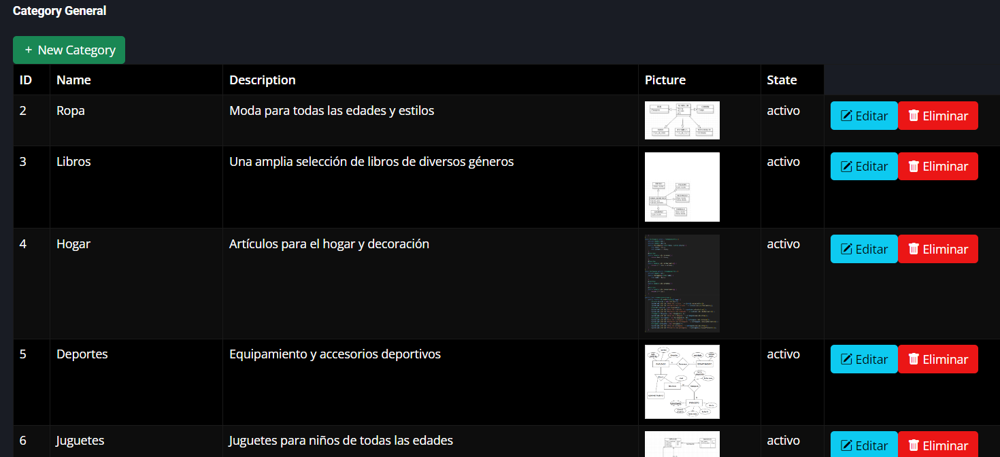 Category General
+ New Category
ID Name Description Picture State
2 Ropa Moda para todas las edades y estilos activo Editar Eliminar
3 Libros Una amplia selección de libros de diversos géneros activo Editar Eliminar
4 Hogar Artículos para el hogar y decoración activo Editar Eliminar
5 Deportes Equipamiento y accesorios deportivos activo Editar Eliminar
6 Juguetes Juguetes para niños de todas las edades activo Editar Eliminar